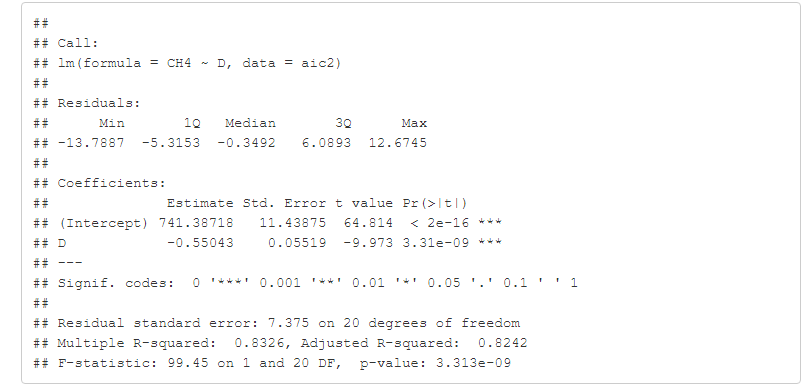 ##
## Call:
## lm(formula = CH4 ~ D, data = aic2)
##
## Residuals:
##      Min       1Q   Median       3Q      Max
## -13.7887  -5.3153  -0.3492   6.0893  12.6745
##
## Coefficients:
##              Estimate Std. Error t value Pr(>|t|)
## (Intercept) 741.38718   11.43875  64.814  < 2e-16 ***
## D            -0.55043    0.05519  -9.973 3.31e-09 ***
## ---
## Signif. codes:  0 '***' 0.001 '**' 0.01 '*' 0.05 '.' 0.1 ' ' 1
##
## Residual standard error: 7.375 on 20 degrees of freedom
## Multiple R-squared:  0.8326, Adjusted R-squared:  0.8242
## F-statistic: 99.45 on 1 and 20 DF,  p-value: 3.313e-09